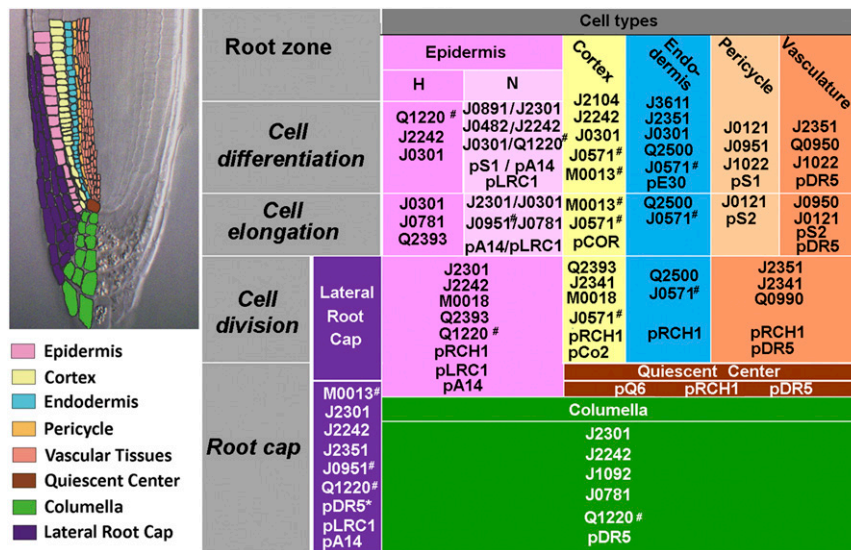 Cell types
Root zone
Epidermis
H
N
Cortex
Endo-
dermis
Pericycle
Vasculature
Cell
differentiation
Q1220 #
J2242
J0301
J0891/J2301
J0482/J2242
J0301/Q1220#
pS1 / pA14
pLRC1
J2104
J2242
J0301
J0571#
M0013#
J3611
J2351
J0301
Q2500
J0571#
pE30
J0121
J0951
J1022
pS1
J2351
Q0950
J1022
pDR5
Cell
elongation
J0301
J0781
Q2393
J2301/J0301
J0951#/J0781
pA14/pLRC1
M0013#
J0571#
pCOR
Q2500
J0571#
J0121
pS2
J0950
J0121
pS2
pDR5
Cell
division
Lateral
Root
Cap
J2301
J2242
M0018
Q2393
Q1220 #
pRCH1
pLRC1
pA14
Q2393
J2341
M0018
J0571#
pRCH1
pCo2
Q2500
J0571#
pRCH1
J2351
J2341
Q0990
pRCH1
pDR5
Quiescent Center
pQ6 pRCH1 pDR5
Root cap
M0013#
J2301
J2242
J2351
J0951#
Q1220#
pDR5*
pLRC1
pA14
Columella
J2301
J2242
J1092
J0781
Q1220 #
pDR5
Epidermis
Cortex
Endodermis
Pericycle
Vascular Tissues
Quiescent Center
Columella
Lateral Root Cap